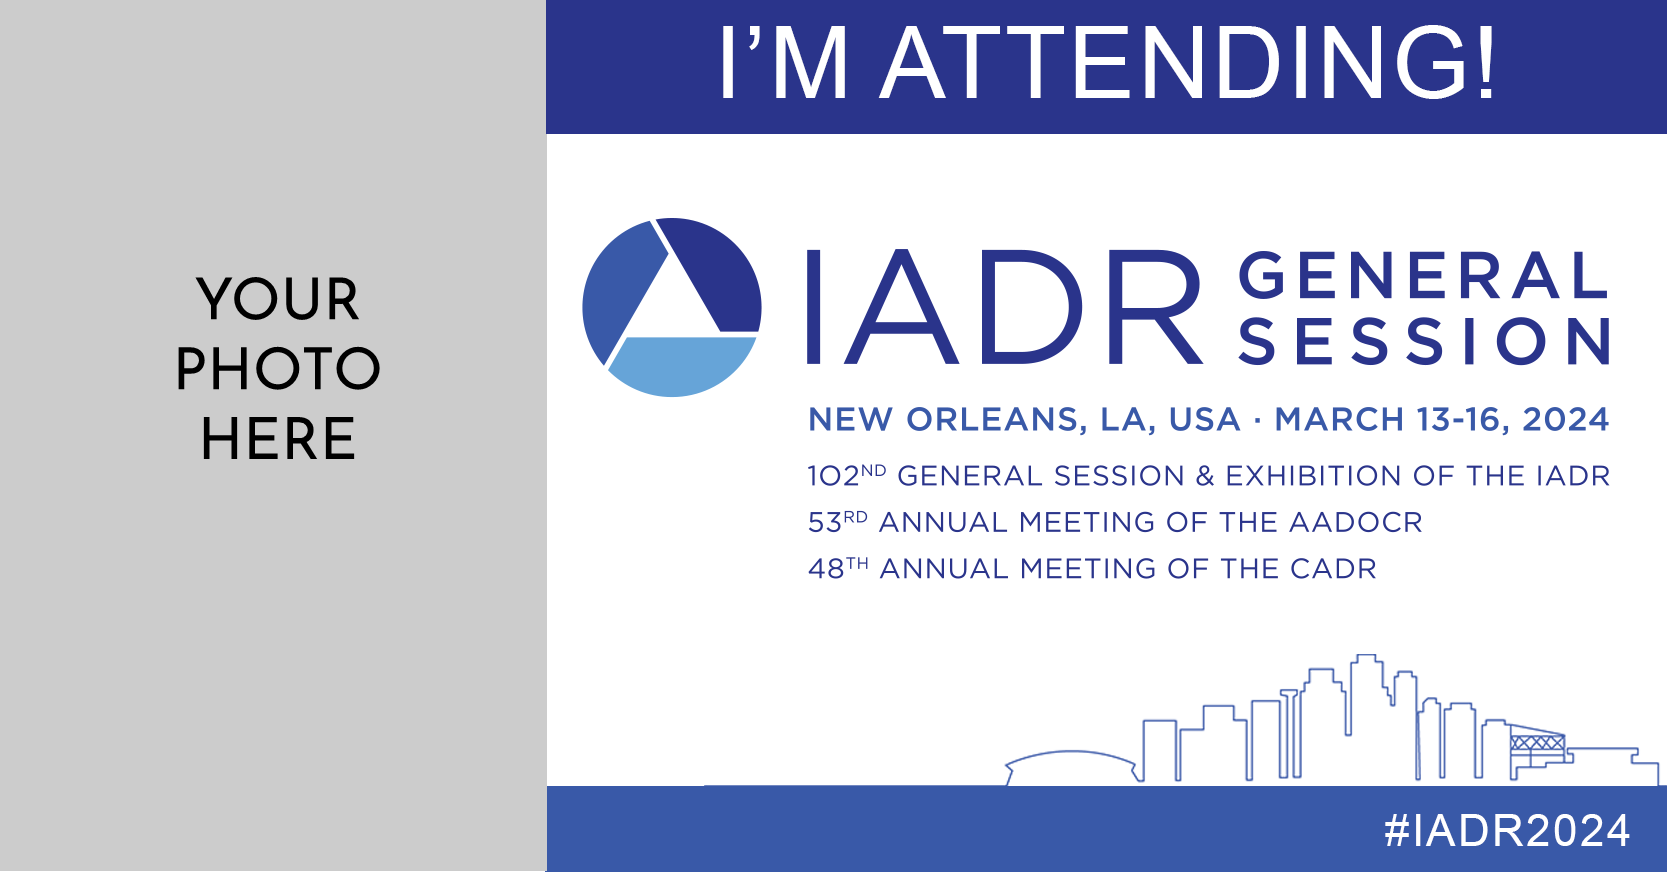 I’M ATTENDING!
YOUR
PHOTO
HERE
IADR GENERAL
SESSION
NEW ORLEANS, LA, USA · MARCH 13-16, 2024
102ND GENERAL SESSION & EXHIBITION OF THE IADR
53RD ANNUAL MEETING OF THE AADOCR
48TH ANNUAL MEETING OF THE CADR
#IADR2024